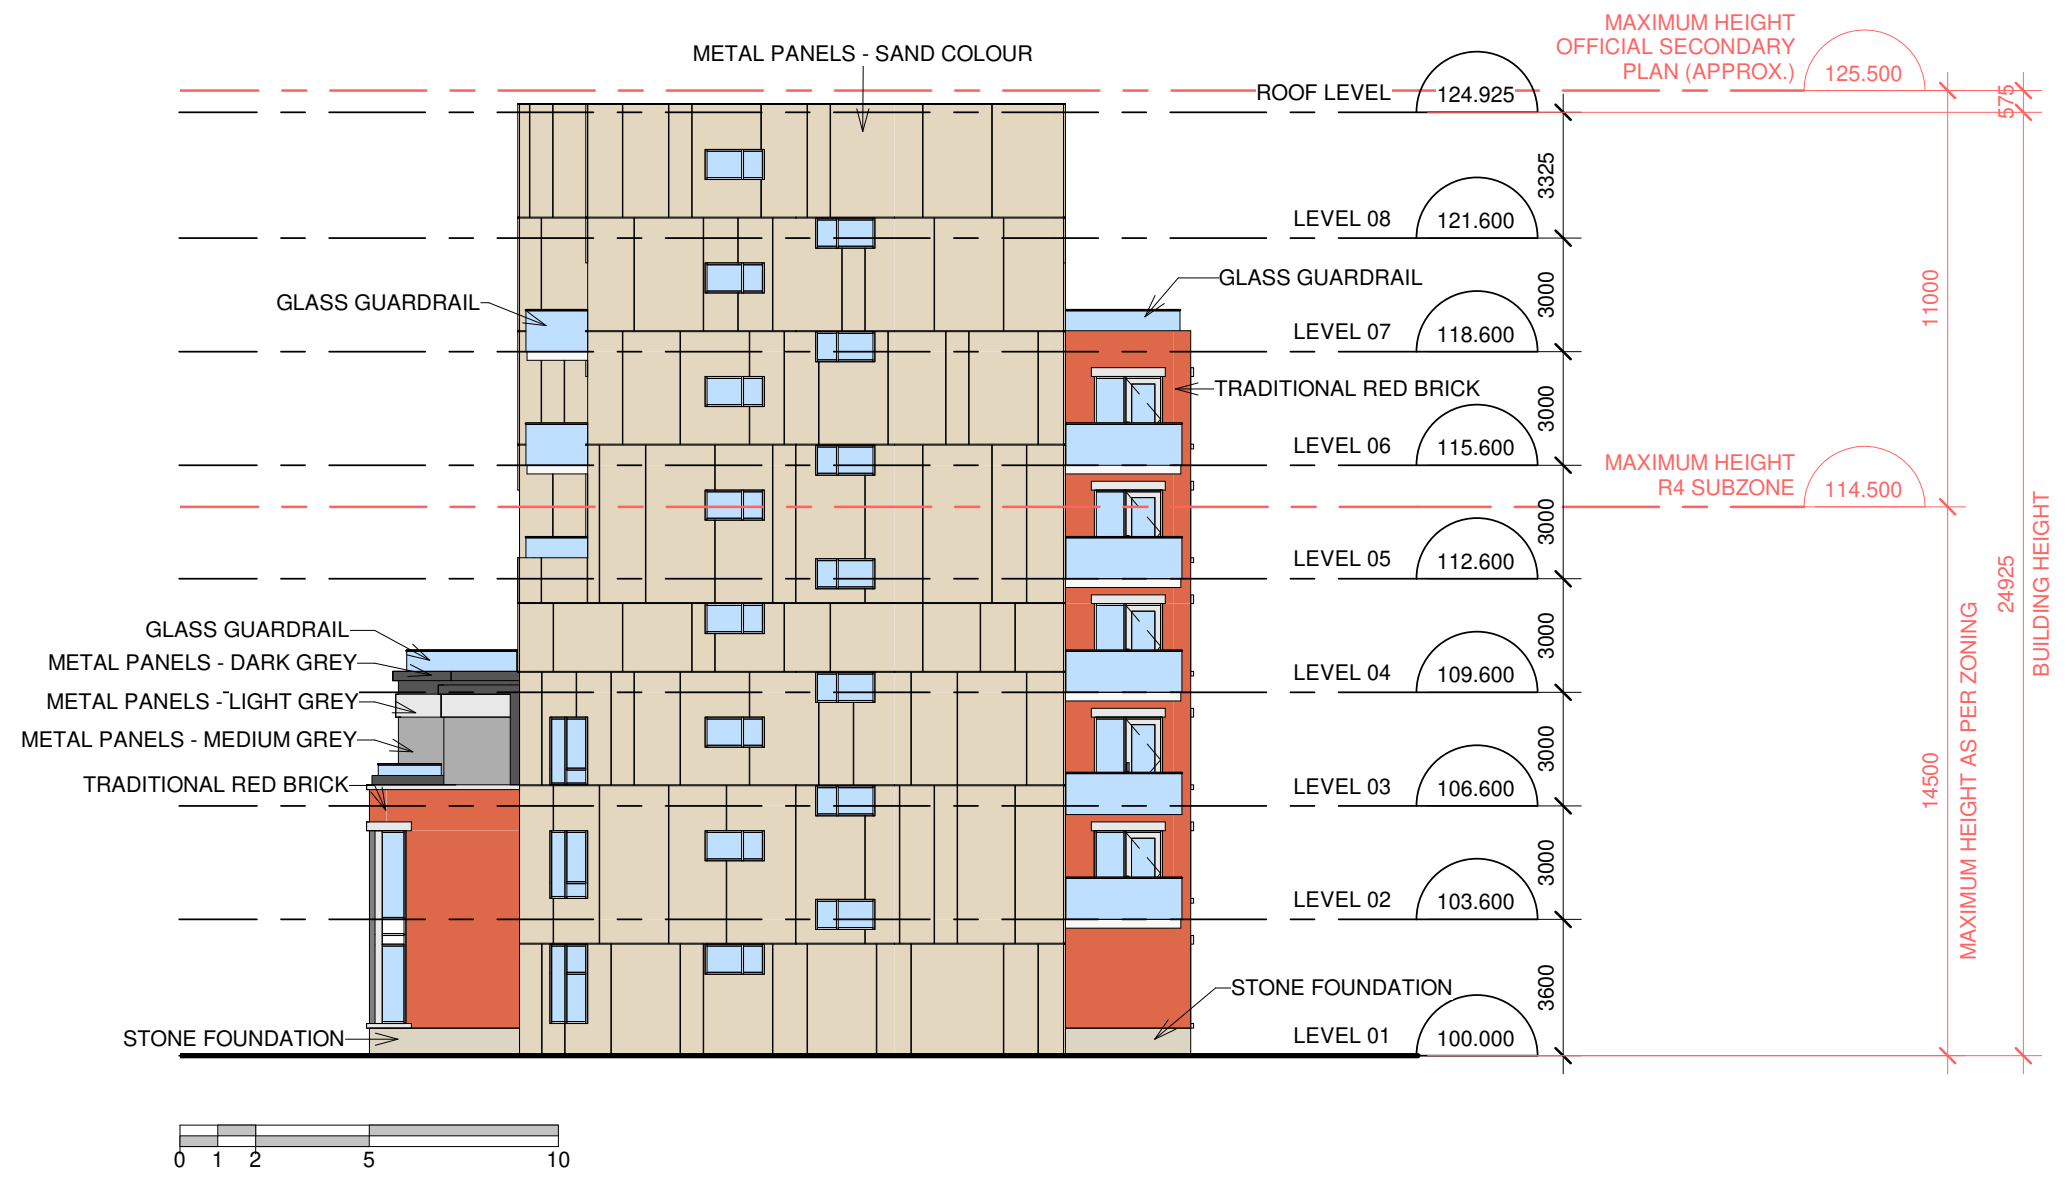 MAXIMUM HEIGHT
OFFICIAL SECONDARY
PLAN (APPROX.)
125.500
METAL PANELS - SAND COLOUR
ROOF LEVEL
124.925
575
3325
LEVEL 08
121.600
GLASS GUARDRAIL
GLASS GUARDRAIL
3000
11000
LEVEL 07
118.600
TRADITIONAL RED BRICK
3000
LEVEL 06
115.600
MAXIMUM HEIGHT
R4 SUBZONE
114.500
3000
LEVEL 05
112.600
24925
BUILDING HEIGHT
GLASS GUARDRAIL
3000
METAL PANELS - DARK GREY
LEVEL 04
109.600
METAL PANELS - LIGHT GREY
METAL PANELS - MEDIUM GREY
3000
TRADITIONAL RED BRICK
LEVEL 03
106.600
14500
MAXIMUM HEIGHT AS PER ZONING
3000
LEVEL 02
103.600
3600
STONE FOUNDATION
STONE FOUNDATION
LEVEL 01
100.000
0 1 2 5 10